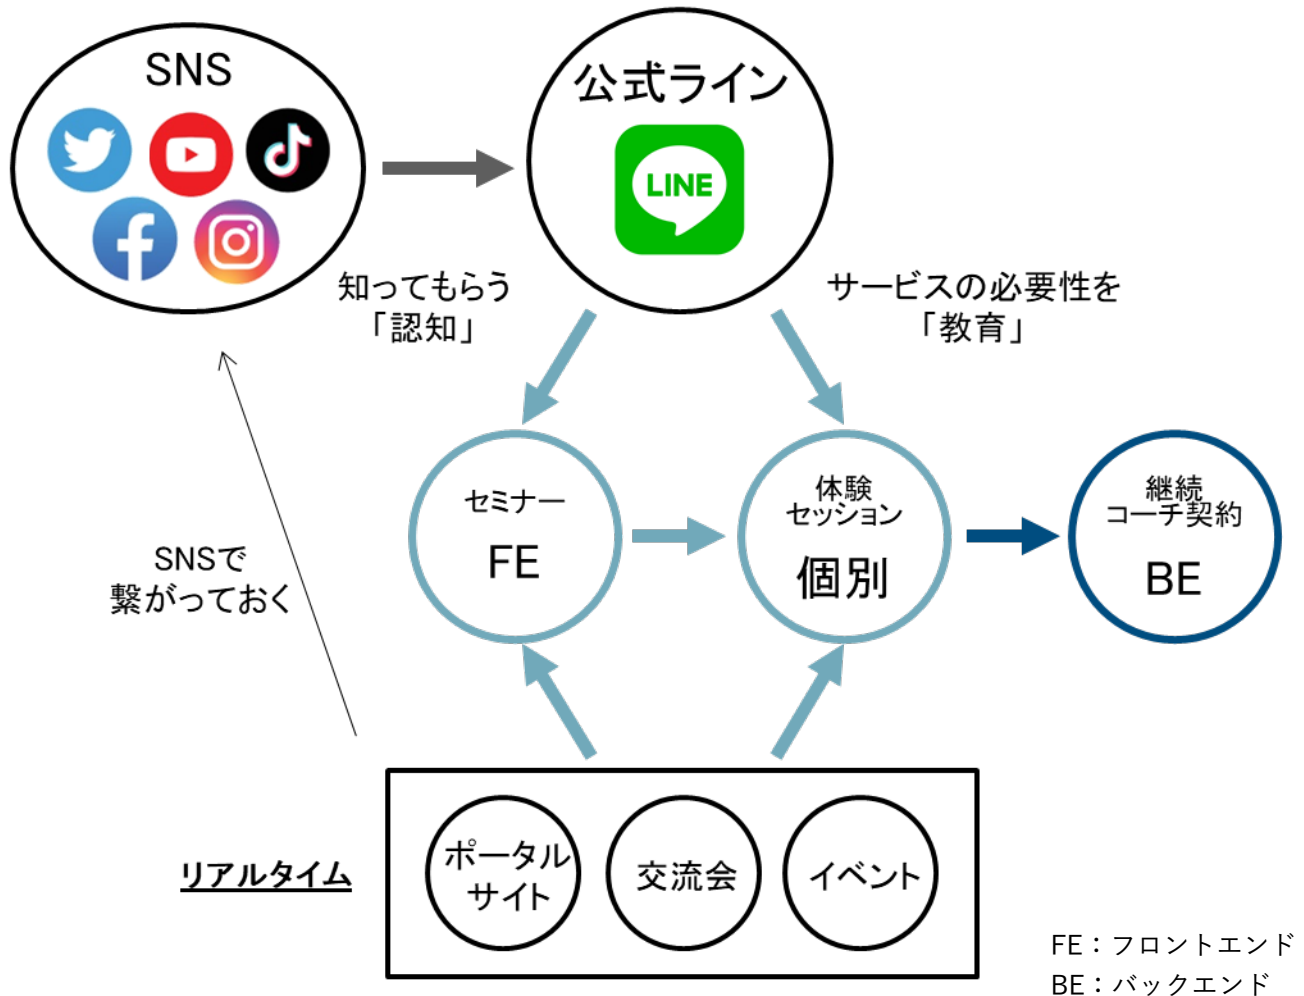 SNS
公式ライン
LINE
知ってもらう
「認知」
サービスの必要性を
「教育」
セミナー
FE
体験
セッション
個別
継続
コーチ契約
BE
SNSで
繋がっておく
リアルタイム
ポータル
サイト
交流会
イベント
FE：フロントエンド
BE：バックエンド